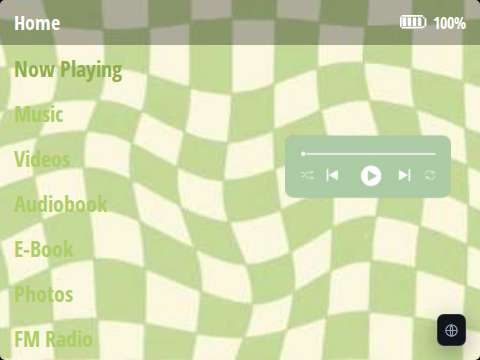 Home
100%
Now Playing
Music
Videos
Audiobook
E-Book
Photos
FM Radio